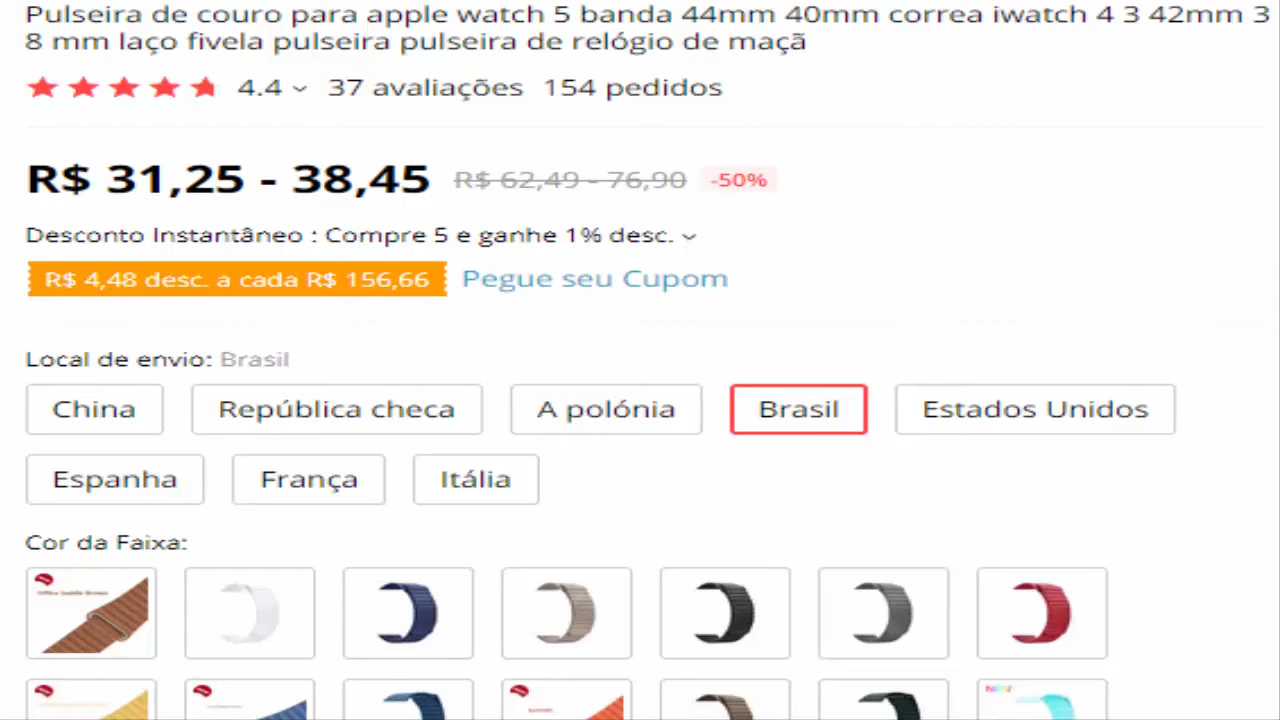 Pulseira de couro para apple watch 5 banda 44mm 40mm correa iwatch 4 3 42mm 3
8 mm laço fivela pulseira pulseira de relógio de maçã
4.4 37 avaliações 154 pedidos
R$ 31,25 - 38,45 R$ 62,49 - 76,90 -50%
Desconto Instantâneo : Compre 5 e ganhe 1% desc.
R$ 4,48 desc. a cada R$ 156,66 Pegue seu Cupom
Local de envio: Brasil
China República checa A polónia Brasil Estados Unidos
Espanha França Itália
Cor da Faixa: